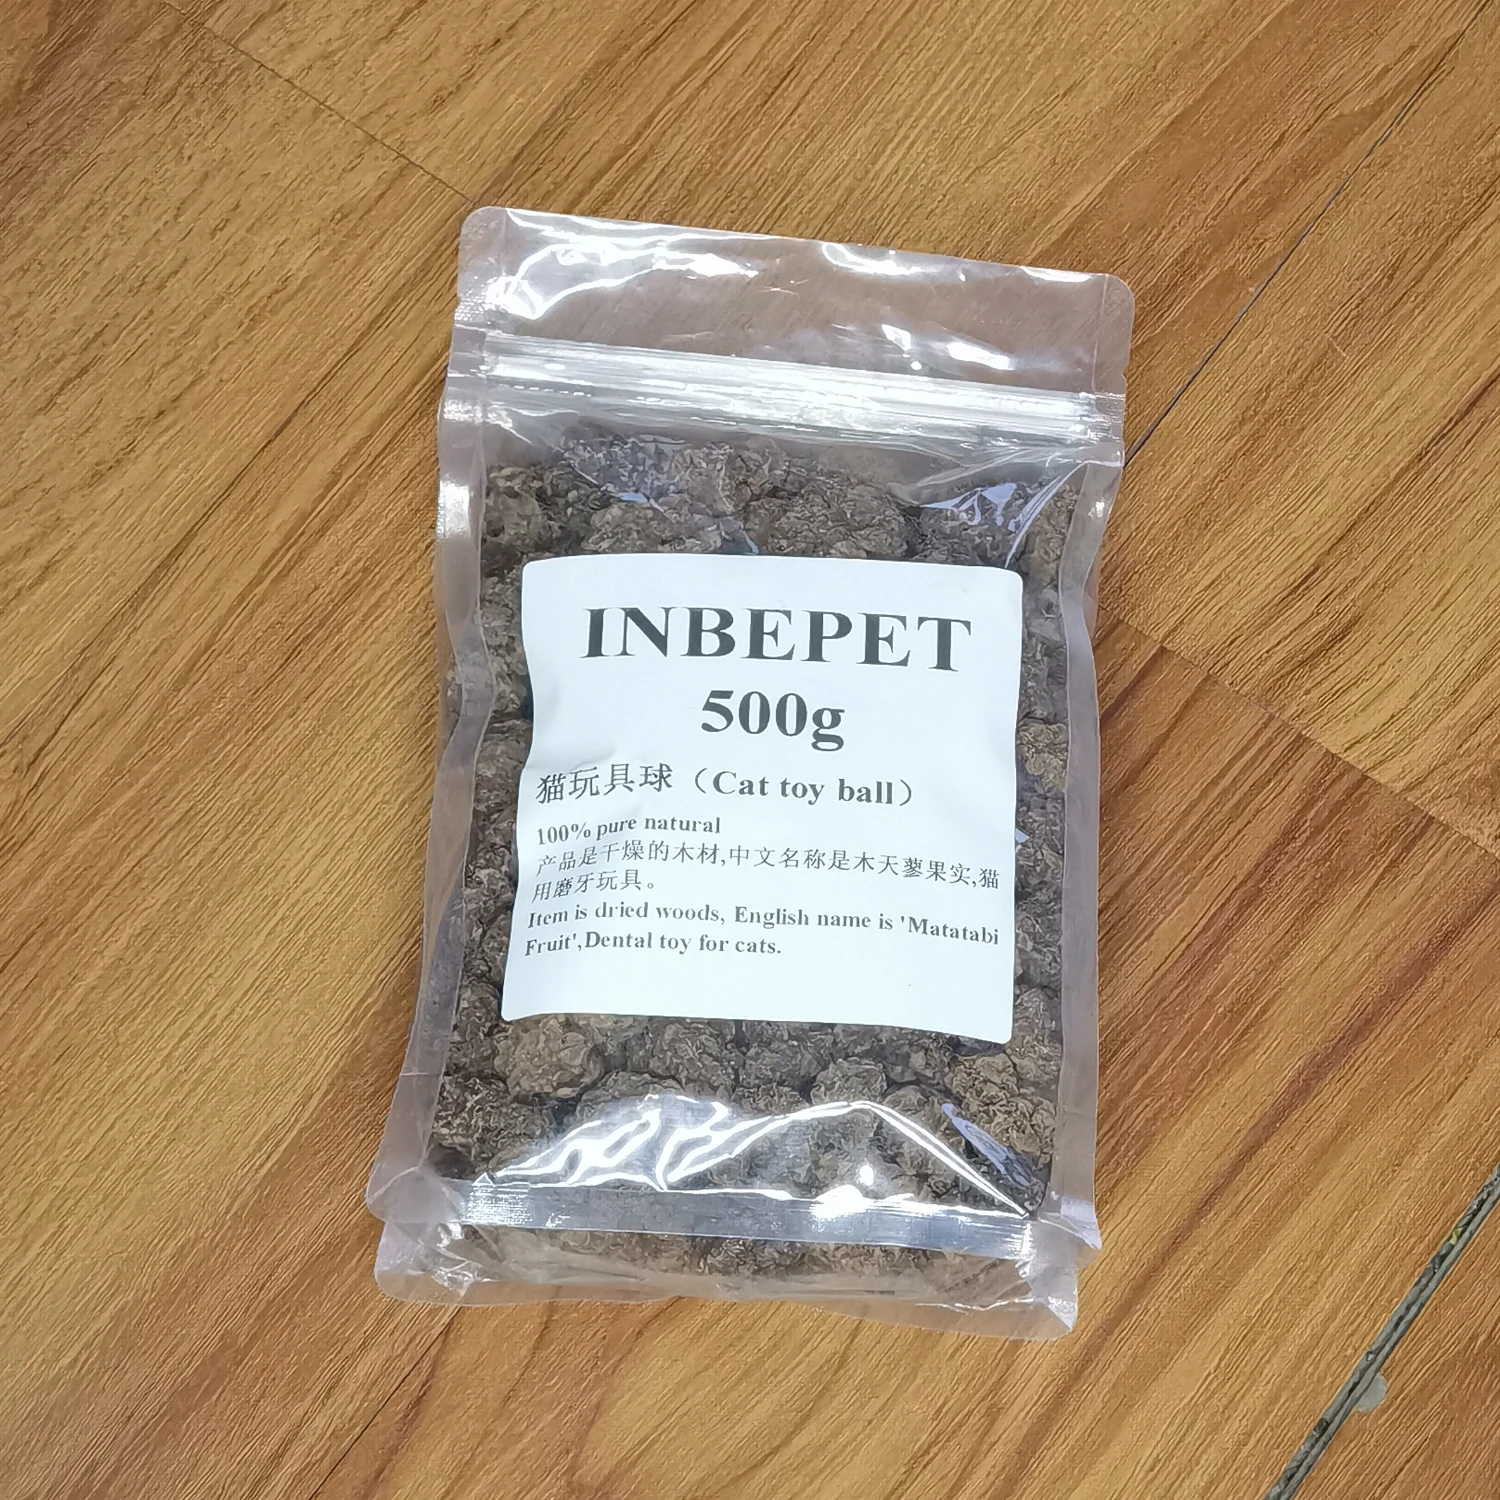 INBEPET
500g
猫玩具球（Cat toy ball）
100% pure natural
产品是干燥的木材,中文名称是木天蓼果实,猫
用磨牙玩具。
Item is dried woods, English name is 'Matatabi
Fruit',Dental toy for cats.